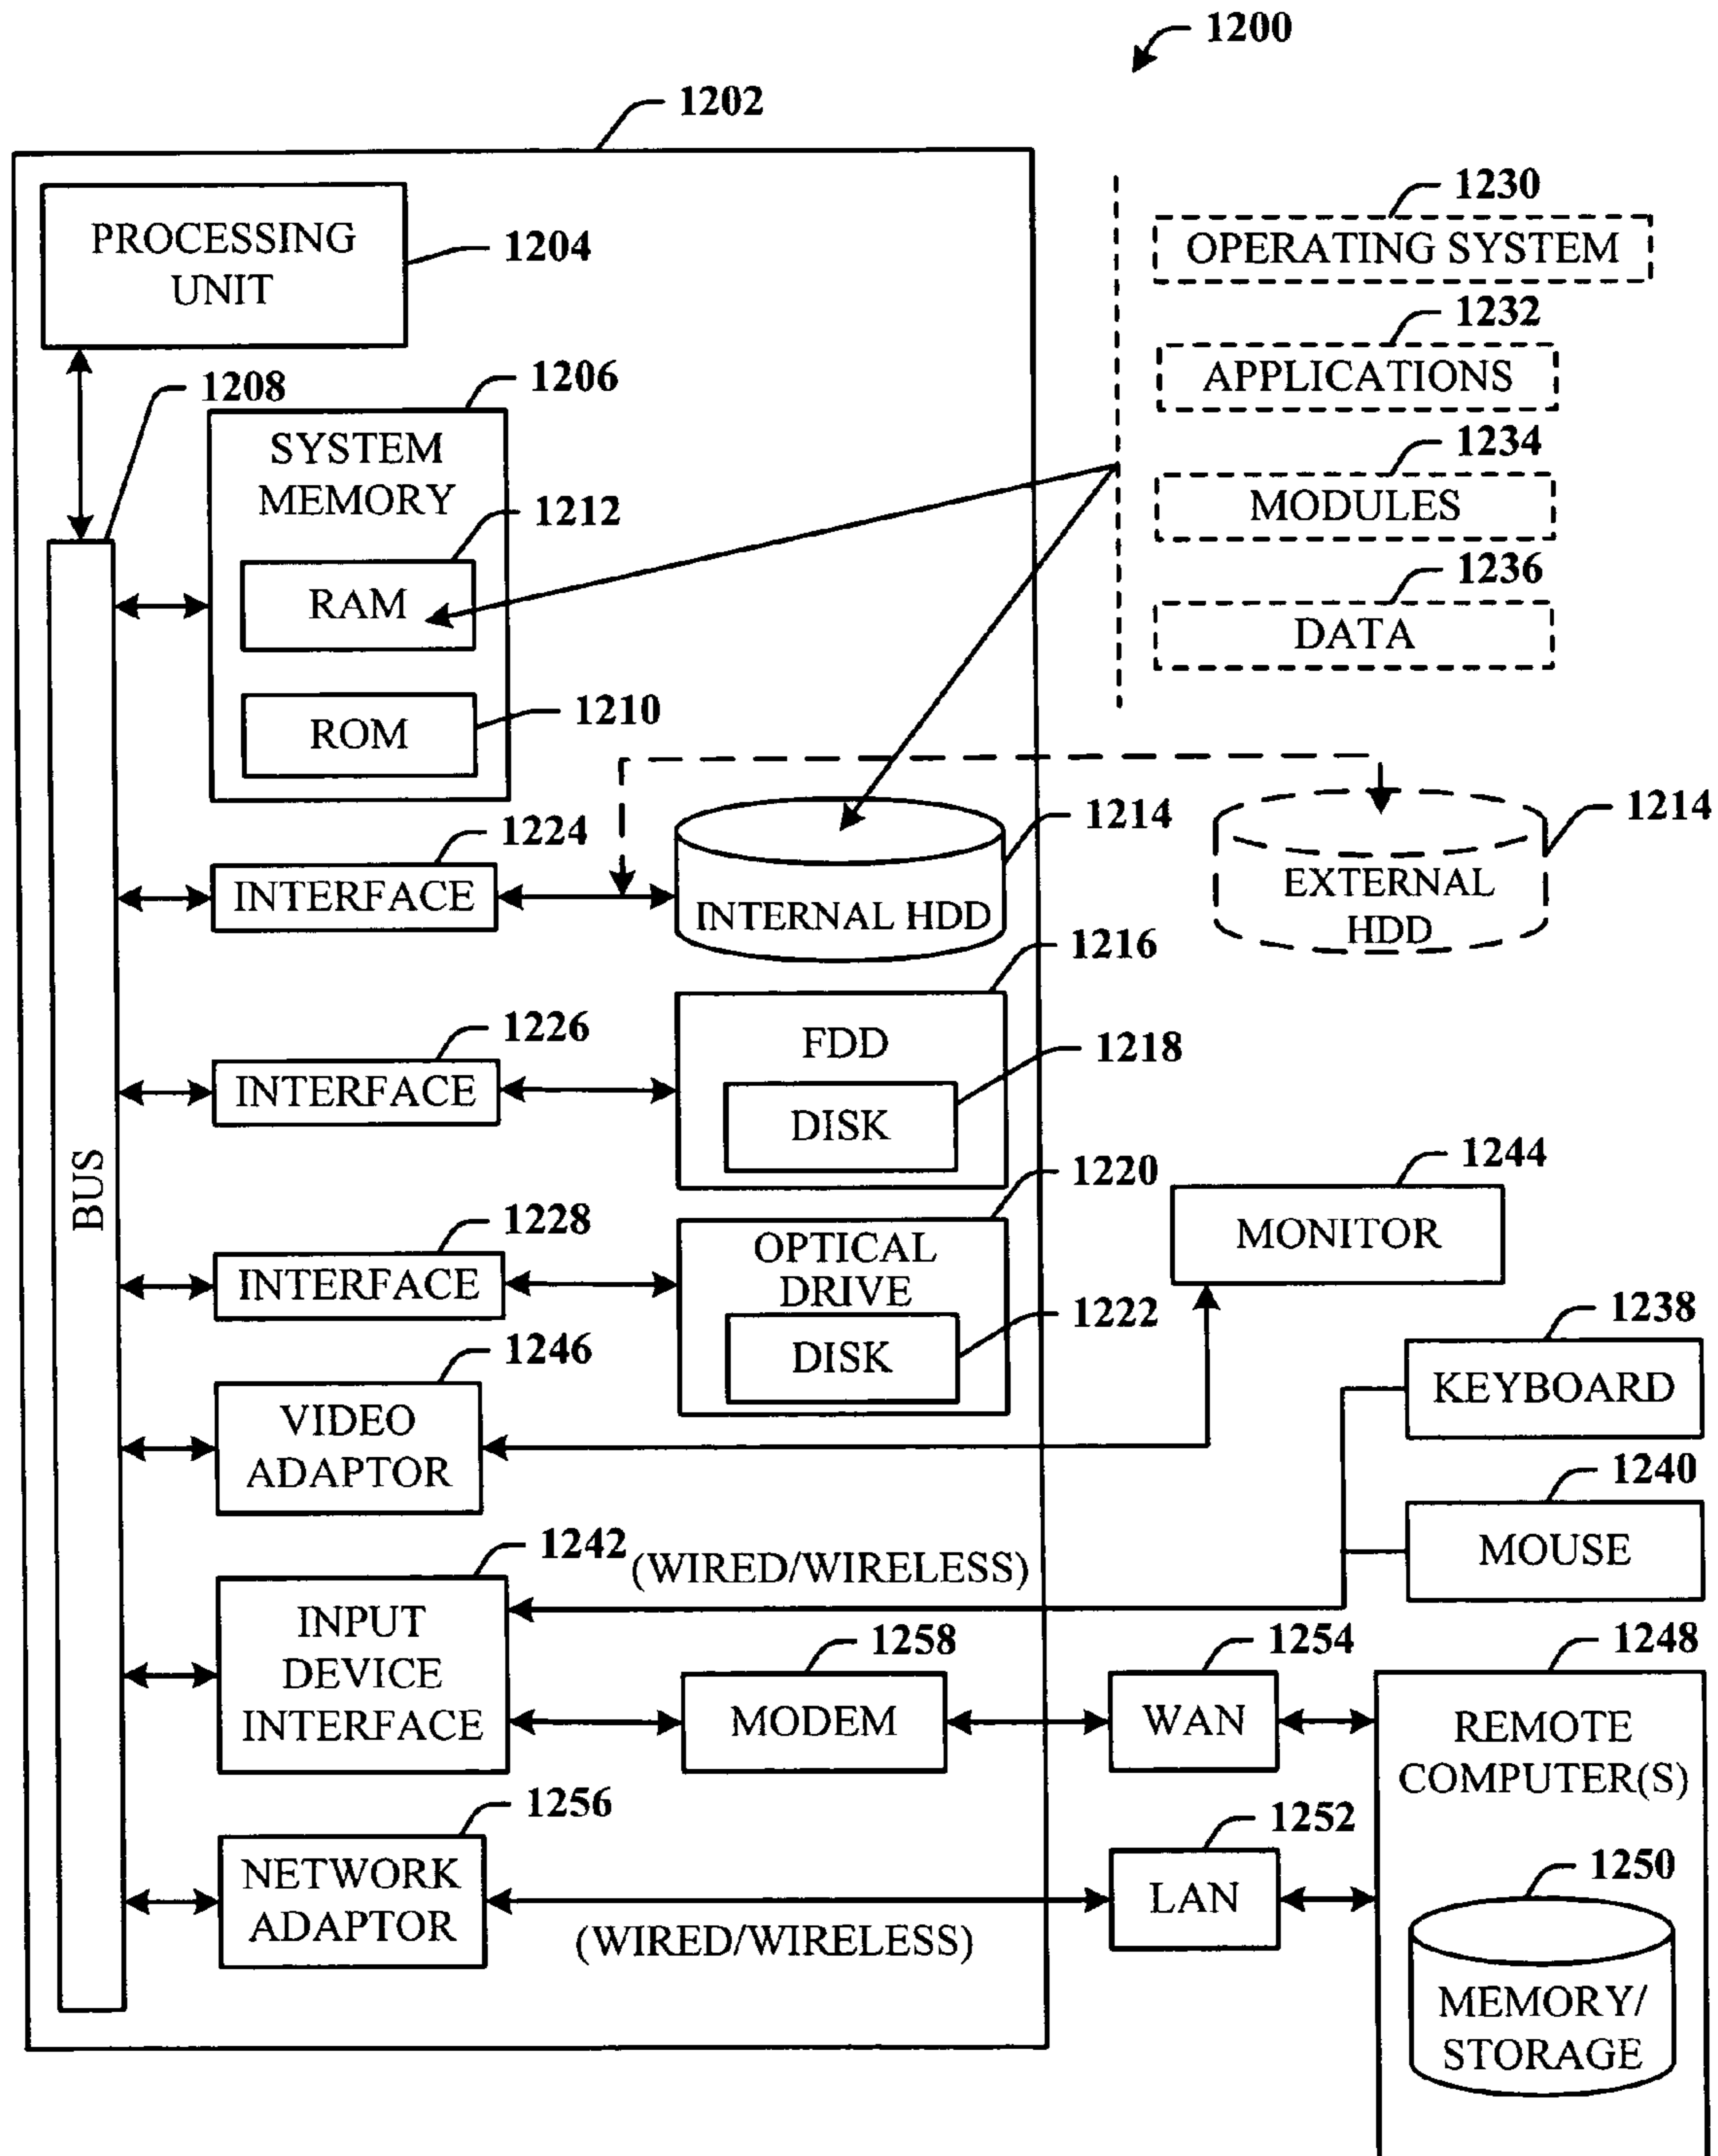 1200
1202
PROCESSING
UNIT
1204
1230
OPERATING SYSTEM
1232
APPLICATIONS
1234
MODULES
1236
DATA
1208
1206
SYSTEM
MEMORY
1212
RAM
1210
ROM
1224
INTERFACE
1214
INTERNAL HDD
1214
EXTERNAL
HDD
1216
FDD
1226
INTERFACE
1218
DISK
BUS
1220
OPTICAL
DRIVE
1228
INTERFACE
1222
DISK
1244
MONITOR
1246
VIDEO
ADAPTOR
1238
KEYBOARD
1240
MOUSE
1242
(WIRED/WIRELESS)
INPUT
DEVICE
INTERFACE
1258
MODEM
1254
WAN
1248
REMOTE
COMPUTER(S)
1256
NETWORK
ADAPTOR
(WIRED/WIRELESS)
1252
LAN
1250
MEMORY/
STORAGE